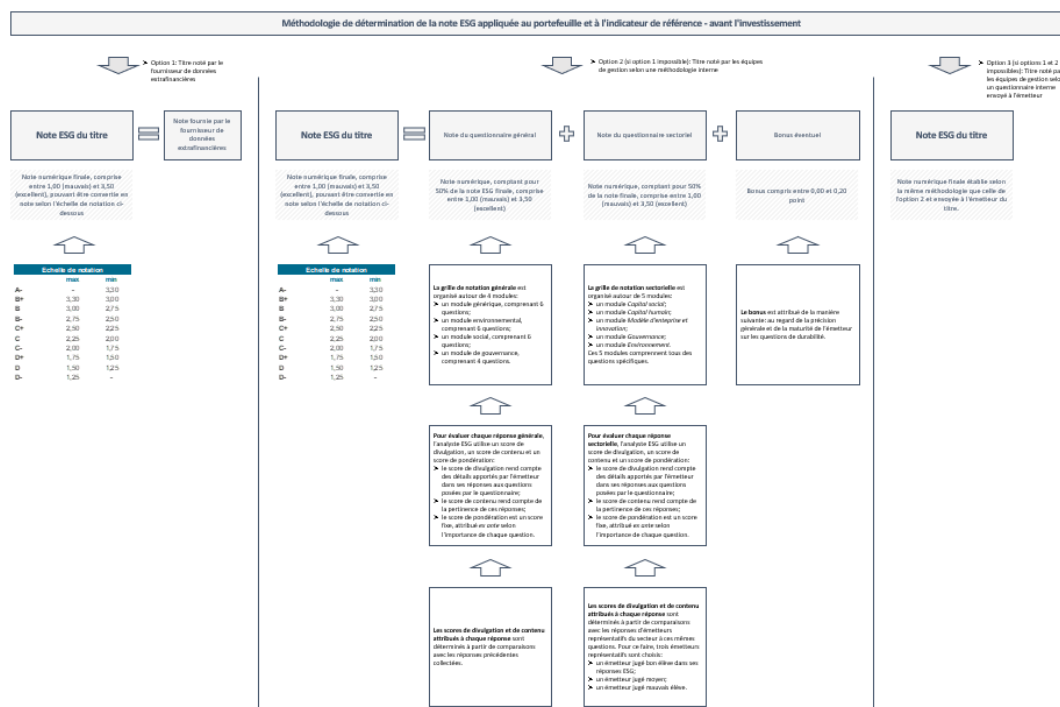 Méthodologie de détermination de la note ESG appliquée au portefeuille et à l'indicateur de référence - avant l'investissement
➤ Option 1: Titre noté par le
fournisseur de données
extrafinancières
➤ Option 2 (si option 1 impossible): Titre noté par les équipes
de gestion selon une méthodologie interne
➤ Option 3 (si options 1 et 2
impossibles): Titre noté pa
les équipes de gestion selo
un questionnaire interne
envoyé à l'émetteur
Note ESG du titre
Note fournie par le
fournisseur de
données
extrafinancières
Note ESG du titre
Note du questionnaire général
Note du questionnaire sectoriel
Bonus éventuel
Note ESG du titre
Note numérique finale, comprise
entre 1,00 (mauvais) et 3,50
(excellent), pouvant être convertie en
note selon l'échelle de notation ci-
dessous
Note numérique finale, comprise
entre 1,00 (mauvais) et 3,50
(excellent), pouvant être convertie en
note selon l'échelle de notation ci-
dessous
Note numérique, comptant pour
50% de la note ESG finale, comprise
entre 1,00 (mauvais) et 3,50
(excellent)
Note numérique, comptant pour 50%
de la note finale, comprise entre 1,00
(mauvais) et 3,50 (excellent)
Bonus compris entre 0,00 et 0,20
point
Note numérique finale établie selon
la même méthodologie que celle de
l'option 2 et envoyée à l'émetteur du
titre.
Echelle de notation
max min
A- - 3,30
B+ 3,30 3,00
B 3,00 2,75
B- 2,75 2,50
C+ 2,50 2,25
C 2,25 2,00
C- 2,00 1,75
D+ 1,75 1,50
D 1,50 1,25
D- 1,25 -
Echelle de notation
max min
A- - 3,30
B+ 3,30 3,00
B 3,00 2,75
B- 2,75 2,50
C+ 2,50 2,25
C 2,25 2,00
C- 2,00 1,75
D+ 1,75 1,50
D 1,50 1,25
D- 1,25 -
La grille de notation générale est
organisé autour de 4 modules:
➤ un module générique, comprenant 6
questions;
➤ un module environnemental,
comprenant 6 questions;
➤ un module social, comprenant 6
questions;
➤ un module de gouvernance,
comprenant 4 questions.
La grille de notation sectorielle est
organisé autour de 5 modules:
➤ un module Capital social;
➤ un module Capital humain;
➤ un module Modèle d'entreprise et
innovation;
➤ un module Gouvernance;
➤ un module Environnement.
Ces 5 modules comprennent tous des
questions spécifiques.
Le bonus est attribué de la manière
suivante: au regard de la précision
générale et de la maturité de l'émetteur
sur les questions de durabilité.
Pour évaluer chaque réponse générale,
l'analyste ESG utilise un score de
divulgation, un score de contenu et un
score de pondération:
➤ le score de divulgation rend compte
des détails apportés par l'émetteur
dans ses réponses aux questions
posées par le questionnaire;
➤ le score de contenu rend compte de
la pertinence de ces réponses;
➤ le score de pondération est un score
fixe, attribué ex ante selon
l'importance de chaque question.
Pour évaluer chaque réponse
sectorielle, l'analyste ESG utilise un
score de divulgation, un score de
contenu et un score de pondération:
➤ le score de divulgation rend compte
des détails apportés par l'émetteur
dans ses réponses aux questions
posées par le questionnaire;
➤ le score de contenu rend compte de
la pertinence de ces réponses;
➤ le score de pondération est un score
fixe, attribué ex ante selon
l'importance de chaque question.
Les scores de divulgation et de contenu
attribués à chaque réponse sont
déterminés à partir de comparaisons
avec les réponses précédentes
collectées.
Les scores de divulgation et de contenu
attribués à chaque réponse sont
déterminés à partir de comparaisons
avec les réponses d'émetteurs
représentatifs du secteur à ces mêmes
questions. Pour ce faire, trois émetteurs
représentatifs sont choisis:
➤ un émetteur jugé bon élève dans ses
réponses ESG;
➤ un émetteur jugé moyen;
➤ un émetteur jugé mauvais élève.